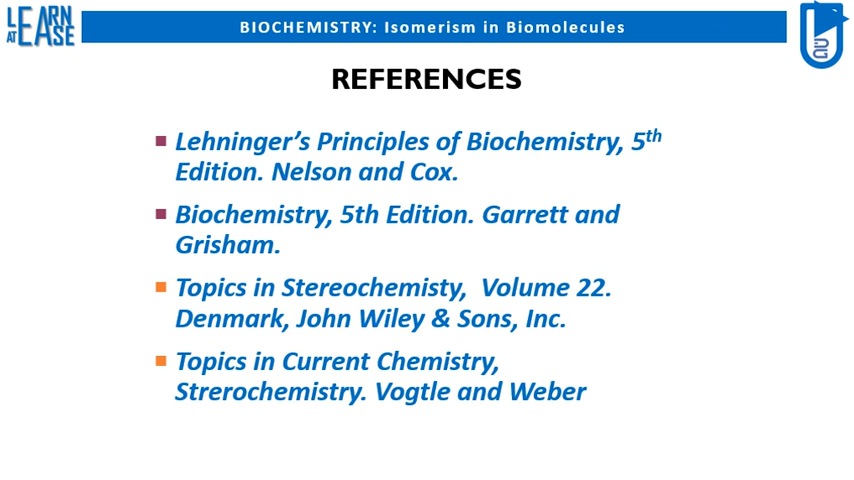 LEARN
AT EASE
BIOCHEMISTRY: Isomerism in Biomolecules
REFERENCES
Lehninger's Principles of Biochemistry, 5th
Edition. Nelson and Cox.
Biochemistry, 5th Edition. Garrett and
Grisham.
Topics in Stereochemisty, Volume 22.
Denmark, John Wiley & Sons, Inc.
Topics in Current Chemistry,
Strerochemistry. Vogtle and Weber